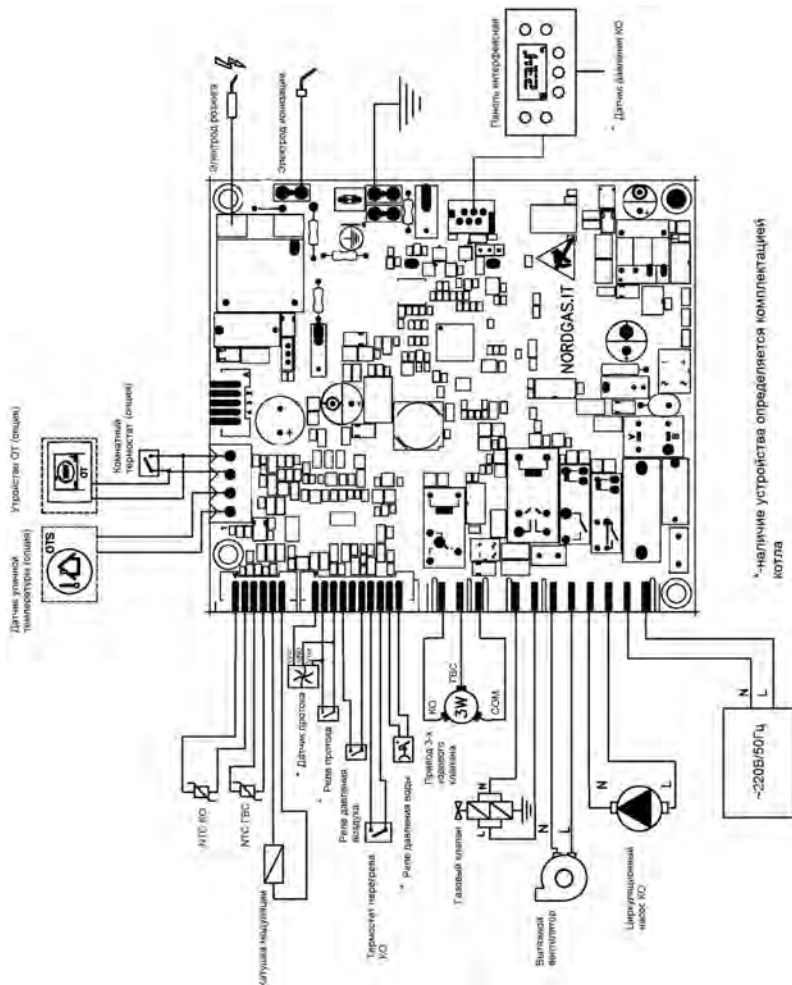 Электрод розжига
Электрод ионизации
Панель интерфейсная
* Датчик давления КО
Утройстан ОТ (опция)
ОТ
Комнатный
термостат (опция)
Датчик уличной
температуры (опция)
OTS
NORDGAS.IT
NTC КО
NTC ГВС
Катушка модуляции
* Датчик протока
* Реле протока
Реле давления
воздуха
Термостат перегрева
КО
* Реле давления воды
КО
ГВС
3W
COM
Привод 3-х
ходового
клапана
Газовый клапан
L
N
Вытяжной
вентилятор
N
L
Циркуляционный
насос КО
N
L
N
L
~220В/50Гц
*-наличие устройства определяется комплектацией
котла